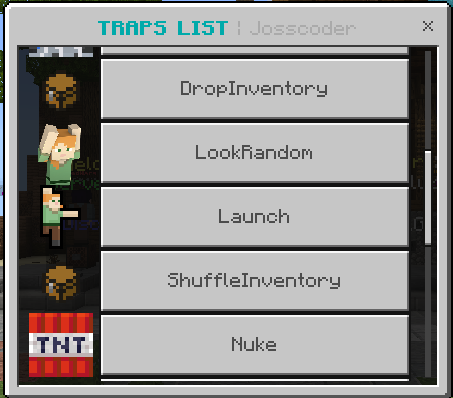 TRAPS LIST | Josscoder
DropInventory
LookRandom
Launch
ShuffleInventory
TNT
Nuke